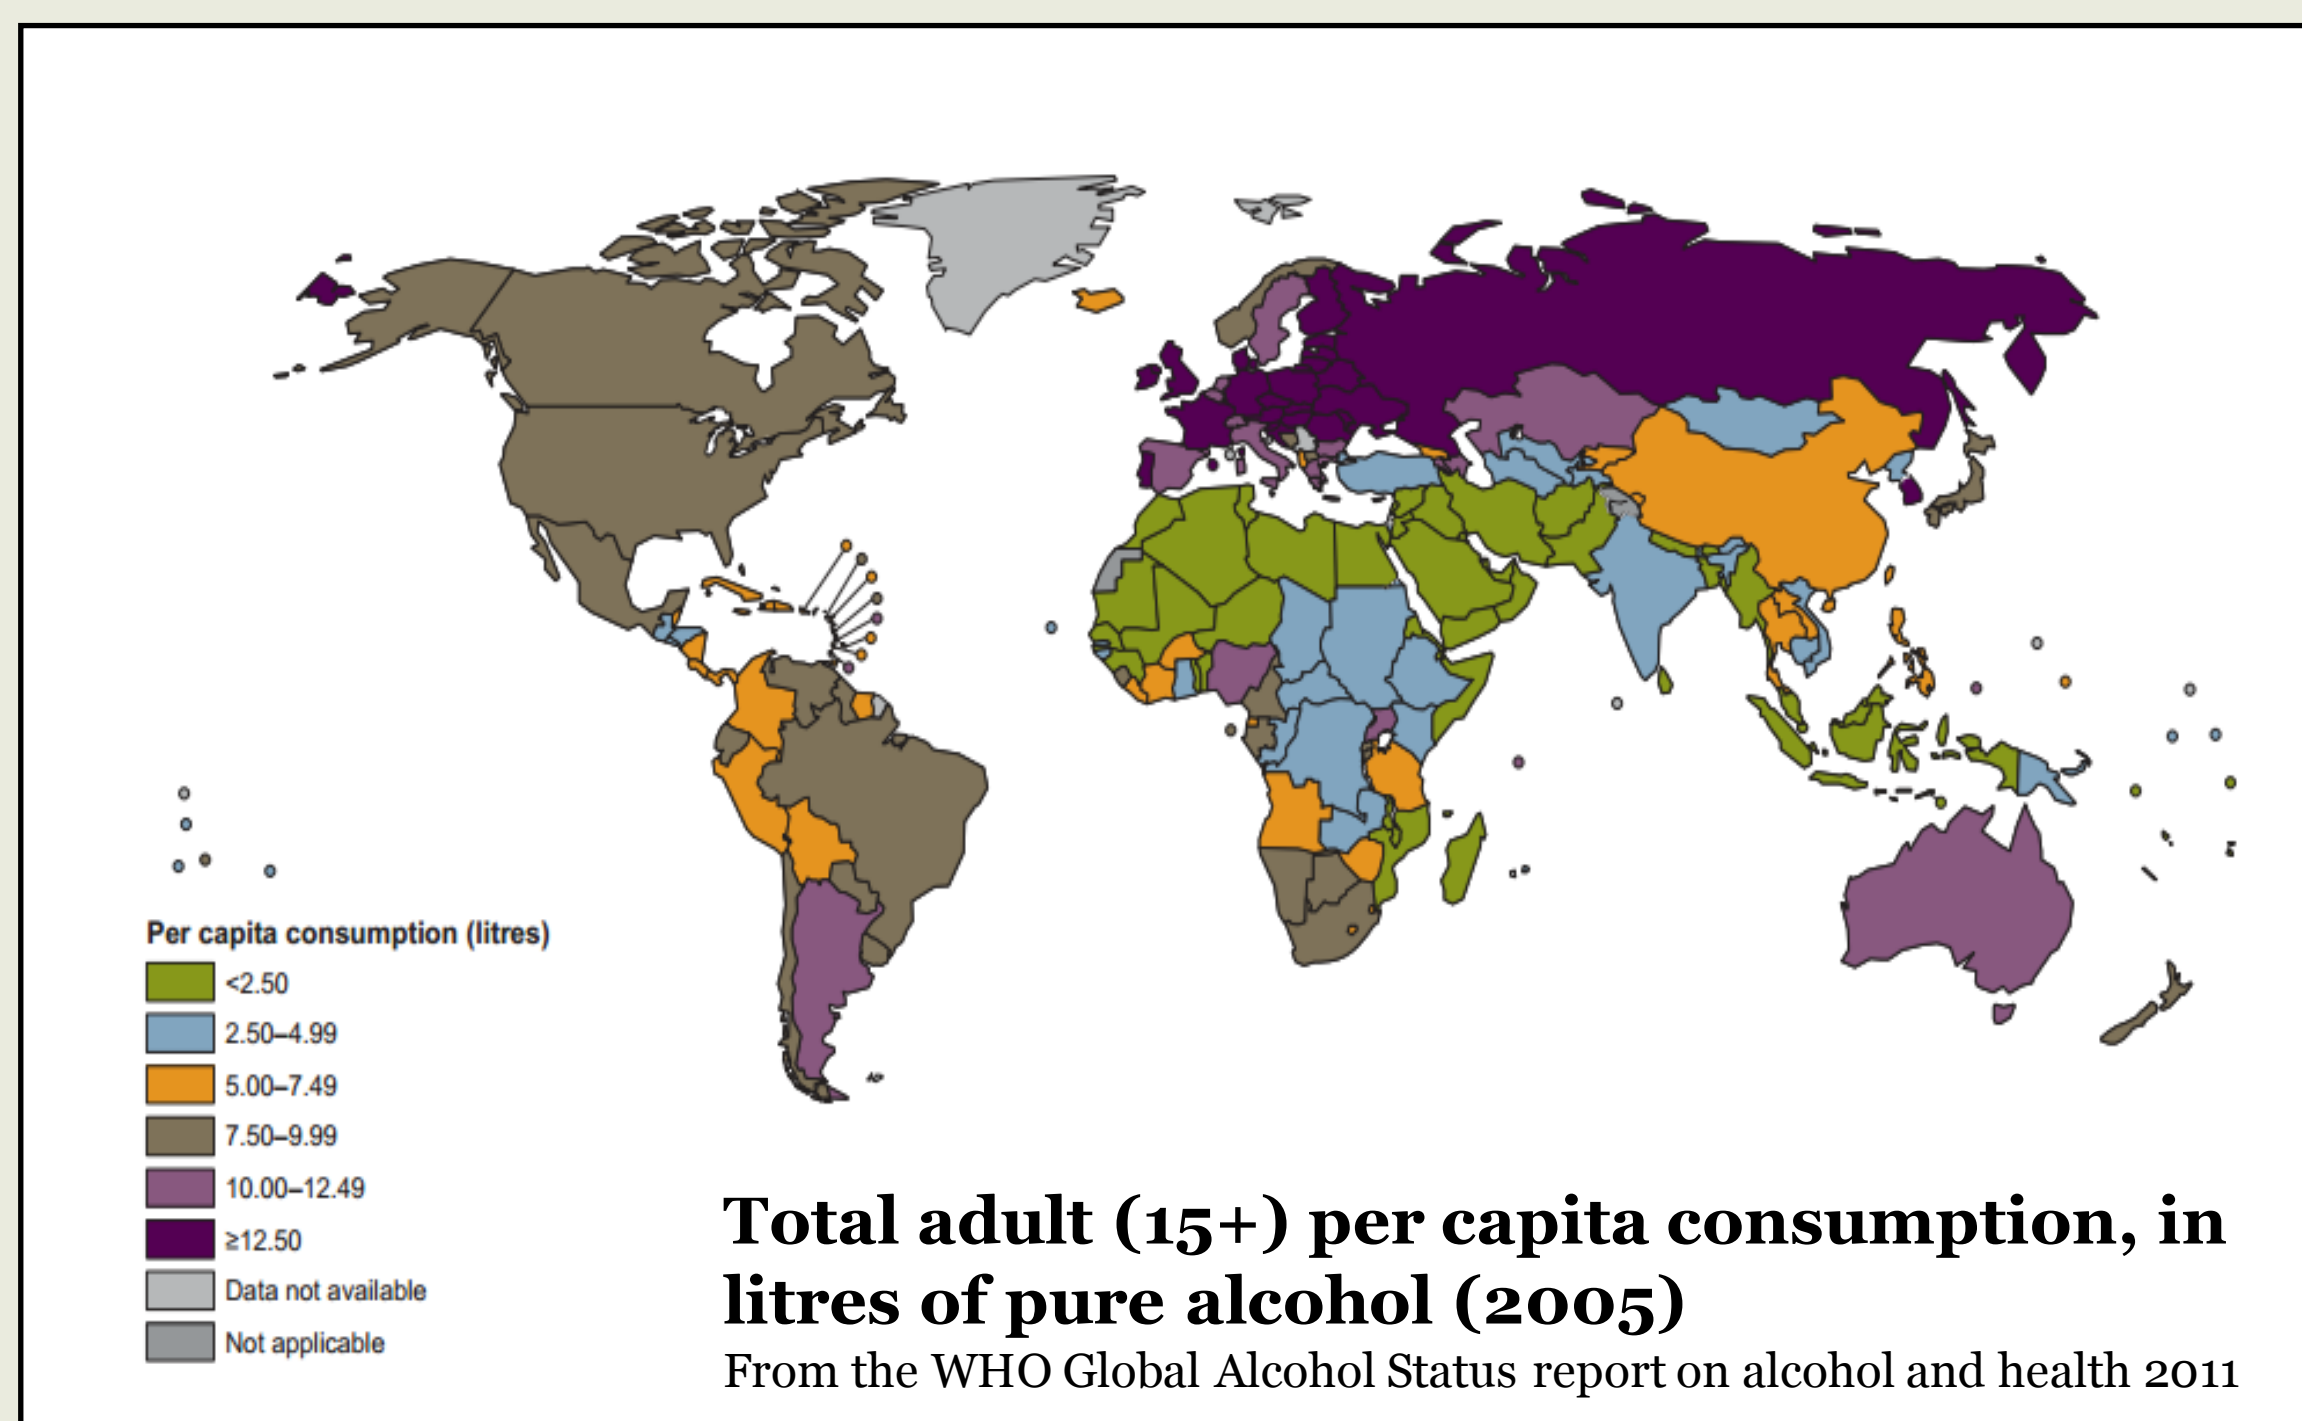 Per capita consumption (litres)
<2.50
2.50–4.99
5.00–7.49
7.50–9.99
10.00–12.49
≥12.50
Data not available
Not applicable
Total adult (15+) per capita consumption, in
litres of pure alcohol (2005)
From the WHO Global Alcohol Status report on alcohol and health 2011